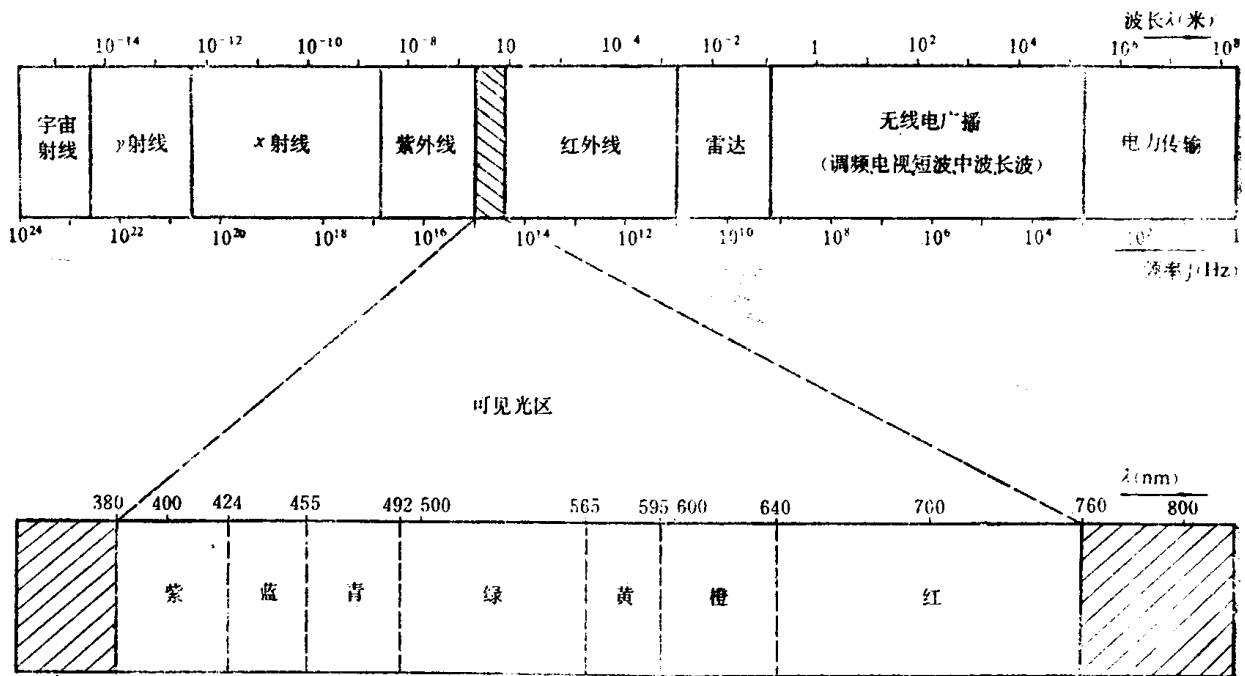 波长λ(米)
10⁻¹⁴ 10⁻¹² 10⁻¹⁰ 10⁻⁸ 10 10⁻⁴ 10⁻² 1 10² 10⁴ 10⁶ 10⁸
宇宙射线 γ射线 x射线 紫外线 红外线 雷达 无线电广播 电力传输
(调频电视短波中波长波)
10²⁴ 10²² 10²⁰ 10¹⁸ 10¹⁶ 10¹⁴ 10¹² 10¹⁰ 10⁸ 10⁶ 10⁴ 10² 1
频率f(Hz)
可见光区
λ(nm)
380 400 424 455 492 500 565 595 600 640 700 760 800
紫 蓝 青 绿 黄 橙 红